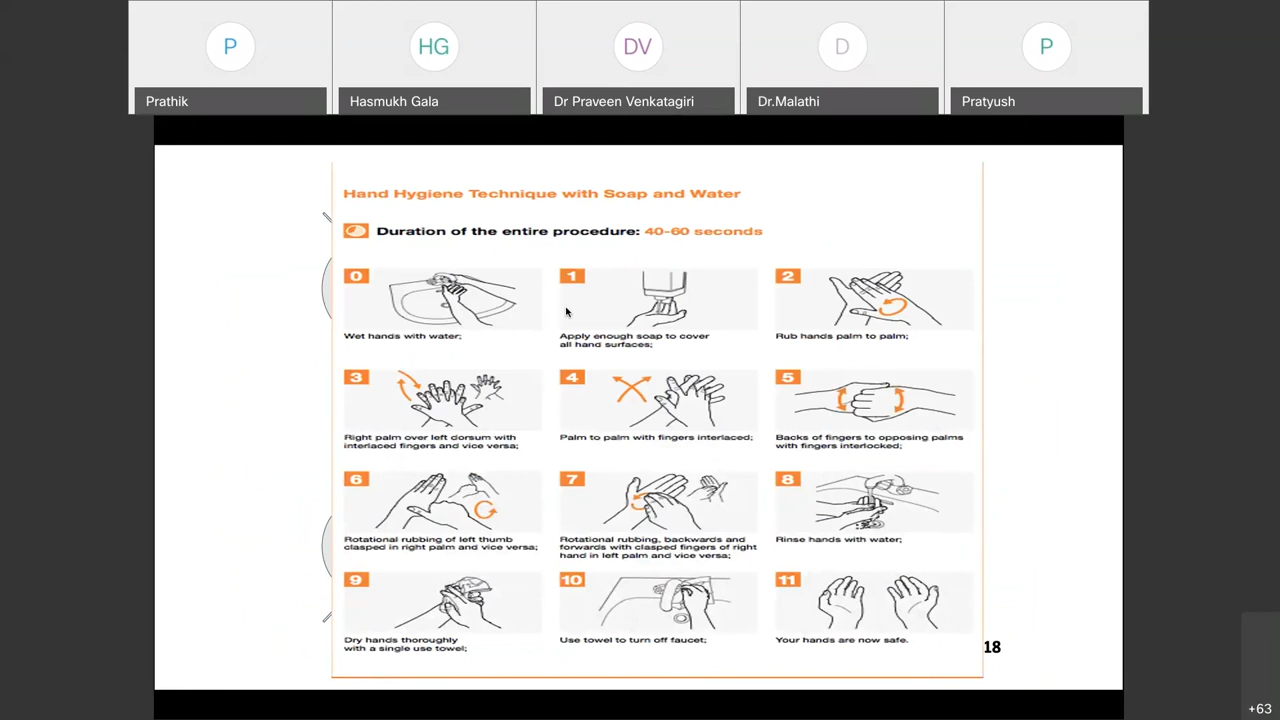 P
HG
DV
D
P
Prathik
Hasmukh Gala
Dr Praveen Venkatagiri
Dr.Malathi
Pratyush
Hand Hygiene Technique with Soap and Water
Duration of the entire procedure: 40-60 seconds
0
Wet hands with water;
1
Apply enough soap to cover
all hand surfaces;
2
Rub hands palm to palm;
3
Right palm over left dorsum with
interlaced fingers and vice versa;
4
Palm to palm with fingers interlaced;
5
Backs of fingers to opposing palms
with fingers interlocked;
6
Rotational rubbing of left thumb
clasped in right palm and vice versa;
7
Rotational rubbing, backwards and
forwards with clasped fingers of right
hand in left palm and vice versa;
8
Rinse hands with water;
9
Dry hands thoroughly
with a single use towel;
10
Use towel to turn off faucet;
11
Your hands are now safe.
18
+63